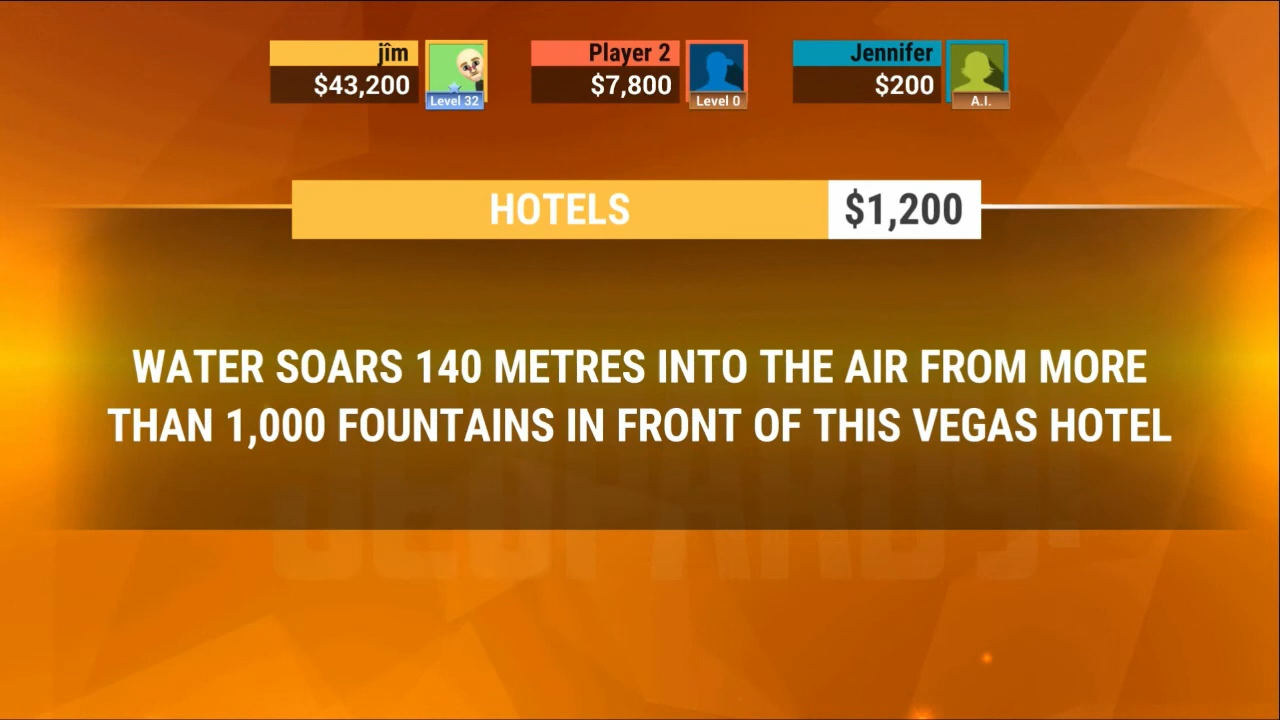 jîm
$43,200
Level 32
Player 2
$7,800
Level 0
Jennifer
$200
A.I.
HOTELS $1,200
WATER SOARS 140 METRES INTO THE AIR FROM MORE
THAN 1,000 FOUNTAINS IN FRONT OF THIS VEGAS HOTEL
JEOPARDY!